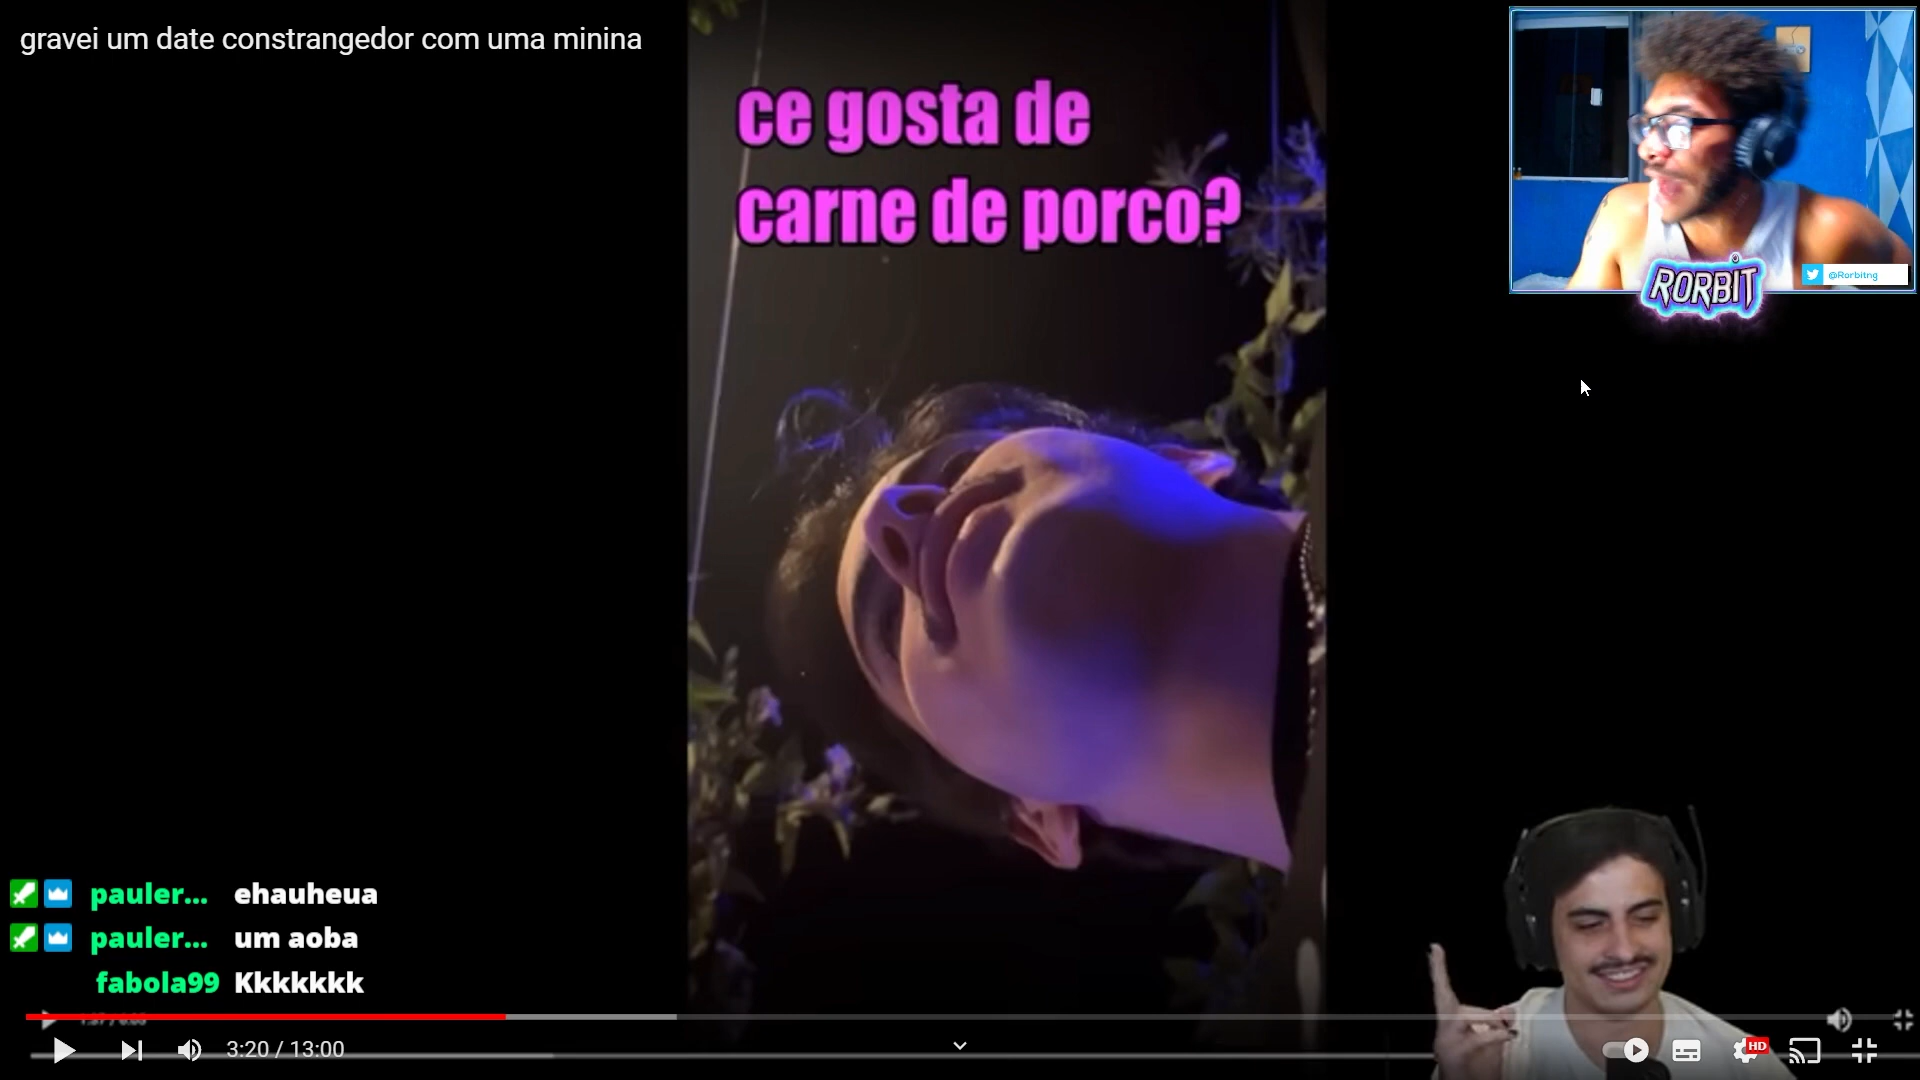 gravei um date constrangedor com uma minina
ce gosta de
carne de porco?
RORBIT
@Rorbitng
pauler... ehauheua
pauler... um aoba
fabola99 Kkkkkkk
3:20 / 13:00
HD